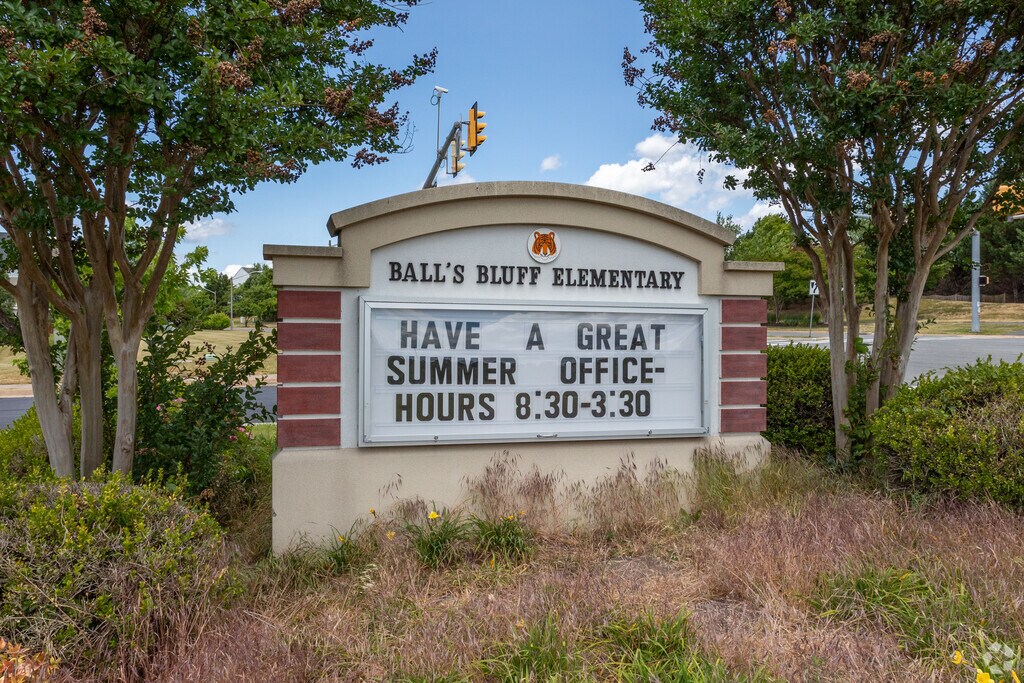 BALL'S BLUFF ELEMENTARY
HAVE A GREAT
SUMMER OFFICE-
HOURS 8:30-3:30